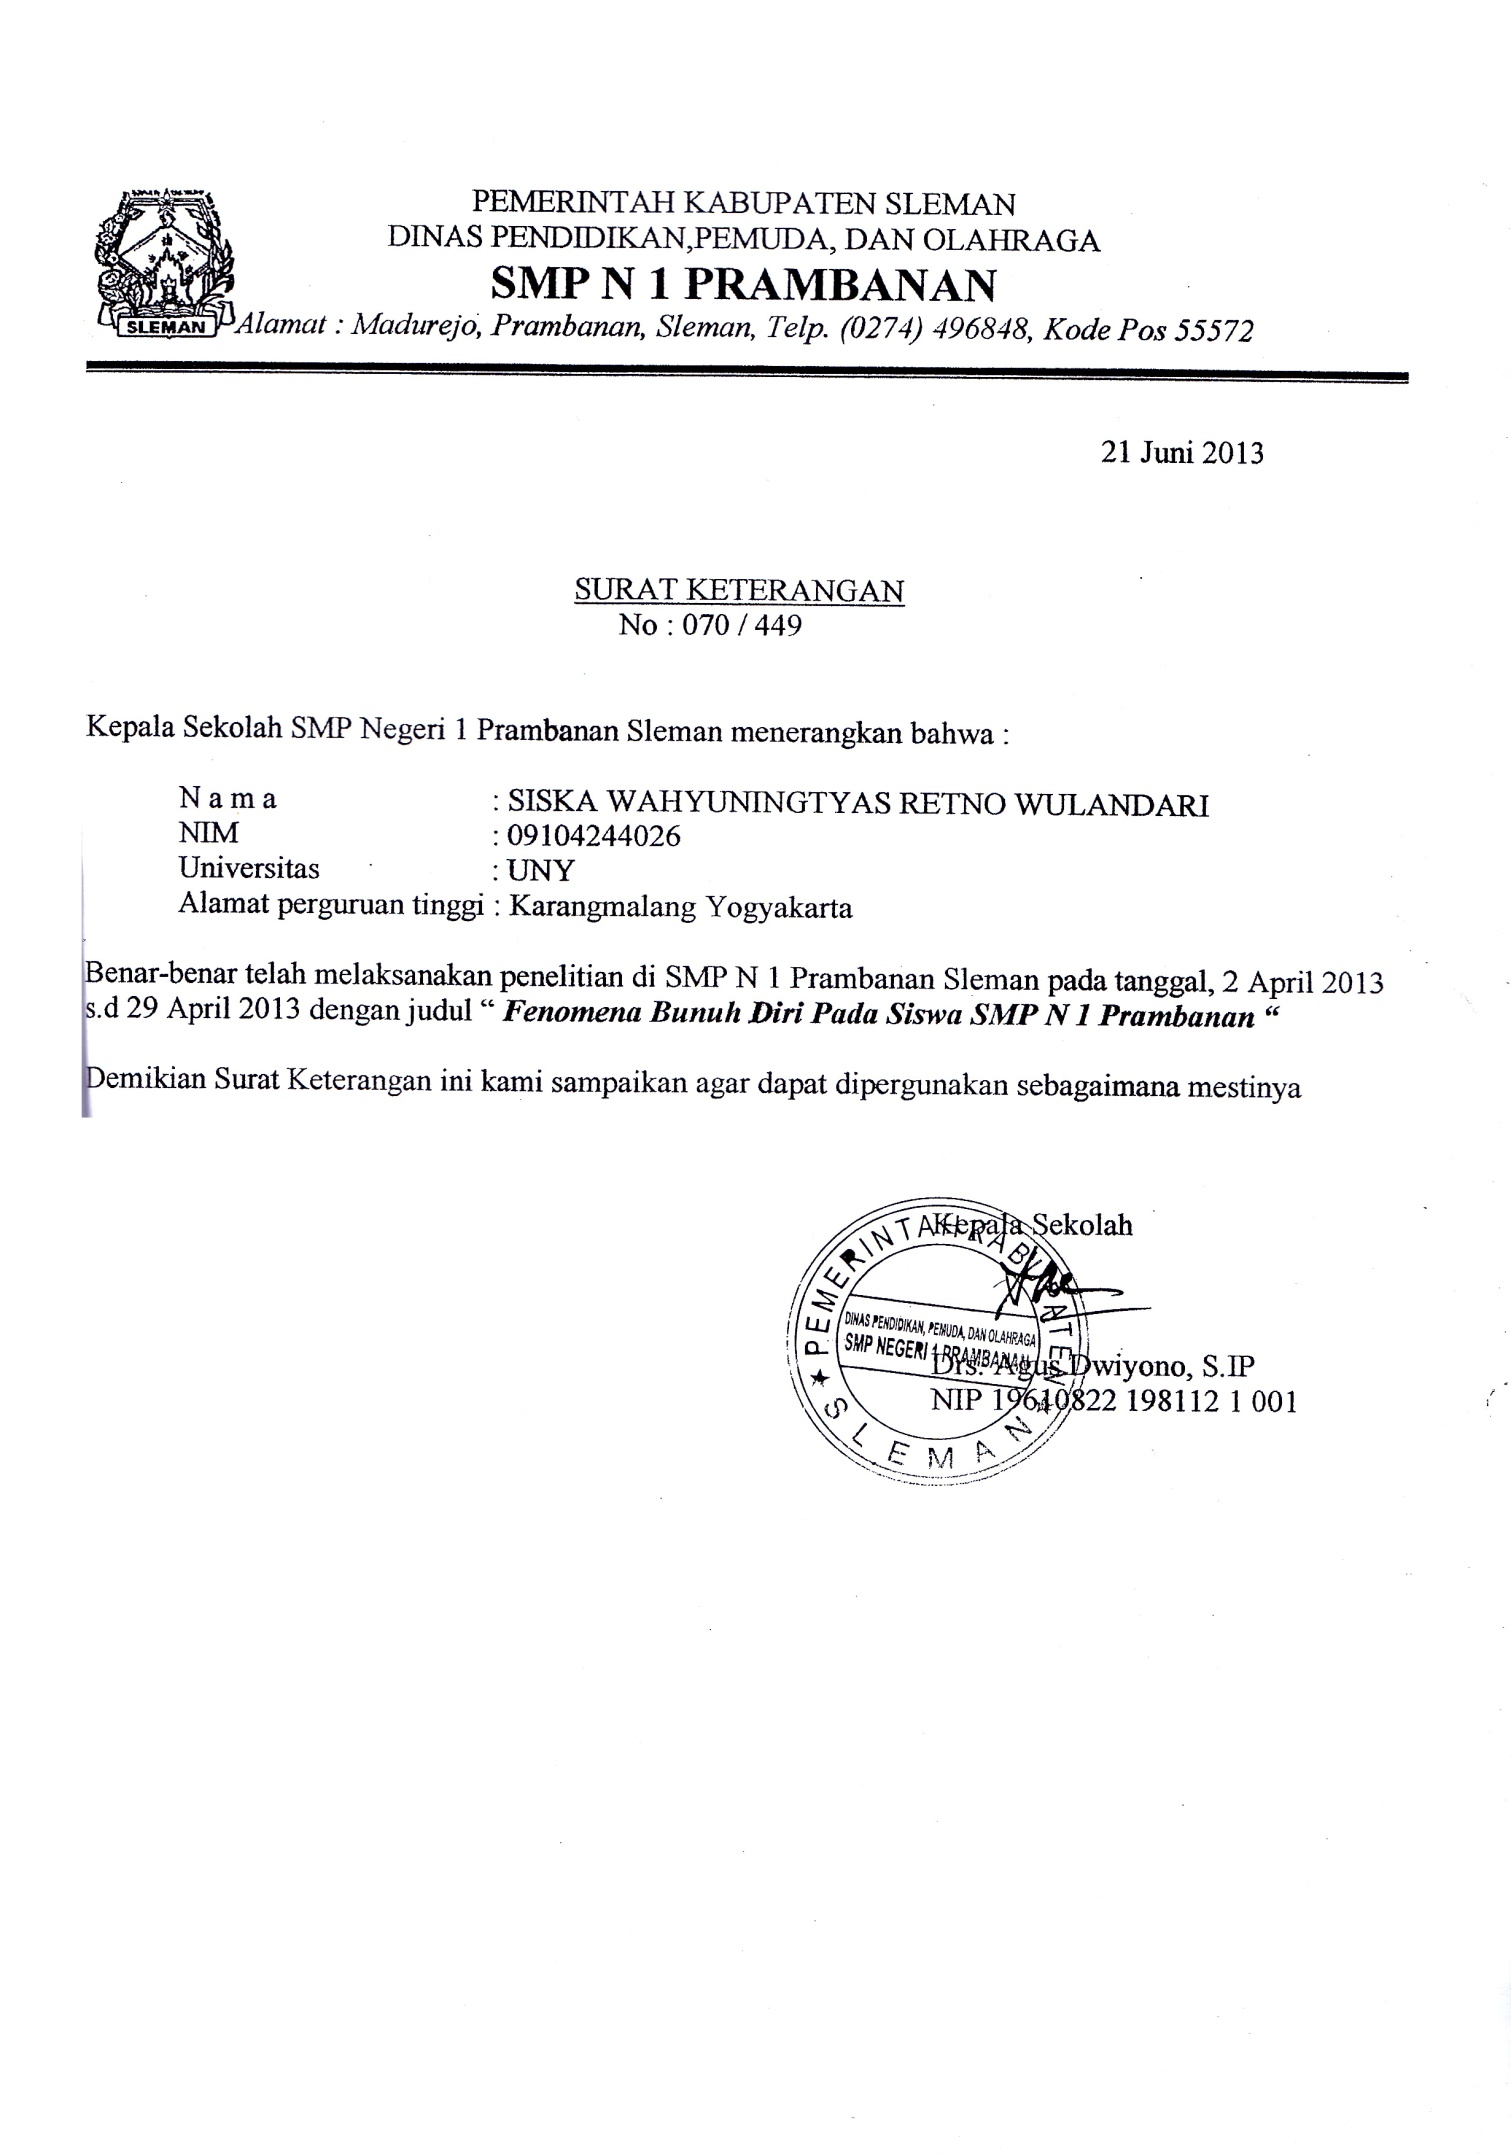 PEMERINTAH KABUPATEN SLEMAN
DINAS PENDIDIKAN,PEMUDA, DAN OLAHRAGA
SMP N 1 PRAMBANAN
SLEMAN
Alamat : Madurejo, Prambanan, Sleman, Telp. (0274) 496848, Kode Pos 55572
21 Juni 2013
SURAT KETERANGAN
No : 070 / 449
Kepala Sekolah SMP Negeri 1 Prambanan Sleman menerangkan bahwa :
N a m a : SISKA WAHYUNINGTYAS RETNO WULANDARI
NIM : 09104244026
Universitas : UNY
Alamat perguruan tinggi : Karangmalang Yogyakarta
Benar-benar telah melaksanakan penelitian di SMP N 1 Prambanan Sleman pada tanggal, 2 April 2013
s.d 29 April 2013 dengan judul “ Fenomena Bunuh Diri Pada Siswa SMP N 1 Prambanan “
Demikian Surat Keterangan ini kami sampaikan agar dapat dipergunakan sebagaimana mestinya
Kepala Sekolah
PEMERINTAH KABUPATEN
DINAS PENDIDIKAN, PEMUDA, DAN OLAHRAGA
SMP NEGERI 1 PRAMBANAN
SLEMAN
Drs. Agus Dwiyono, S.IP
NIP 19610822 198112 1 001